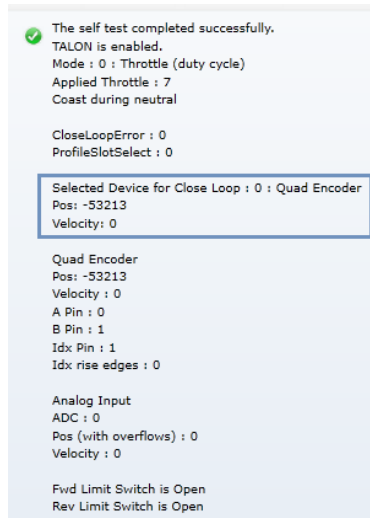 The self test completed successfully.
TALON is enabled.
Mode : 0 : Throttle (duty cycle)
Applied Throttle : 7
Coast during neutral
CloseLoopError : 0
ProfileSlotSelect : 0
Selected Device for Close Loop : 0 : Quad Encoder
Pos: -53213
Velocity: 0
Quad Encoder
Pos: -53213
Velocity : 0
A Pin : 0
B Pin : 1
Idx Pin : 1
Idx rise edges : 0
Analog Input
ADC : 0
Pos (with overflows) : 0
Velocity : 0
Fwd Limit Switch is Open
Rev Limit Switch is Open